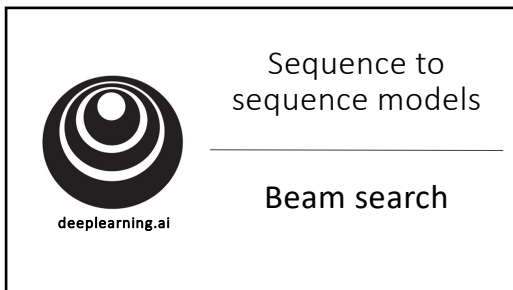 Sequence to
sequence models
Beam search
deeplearning.ai